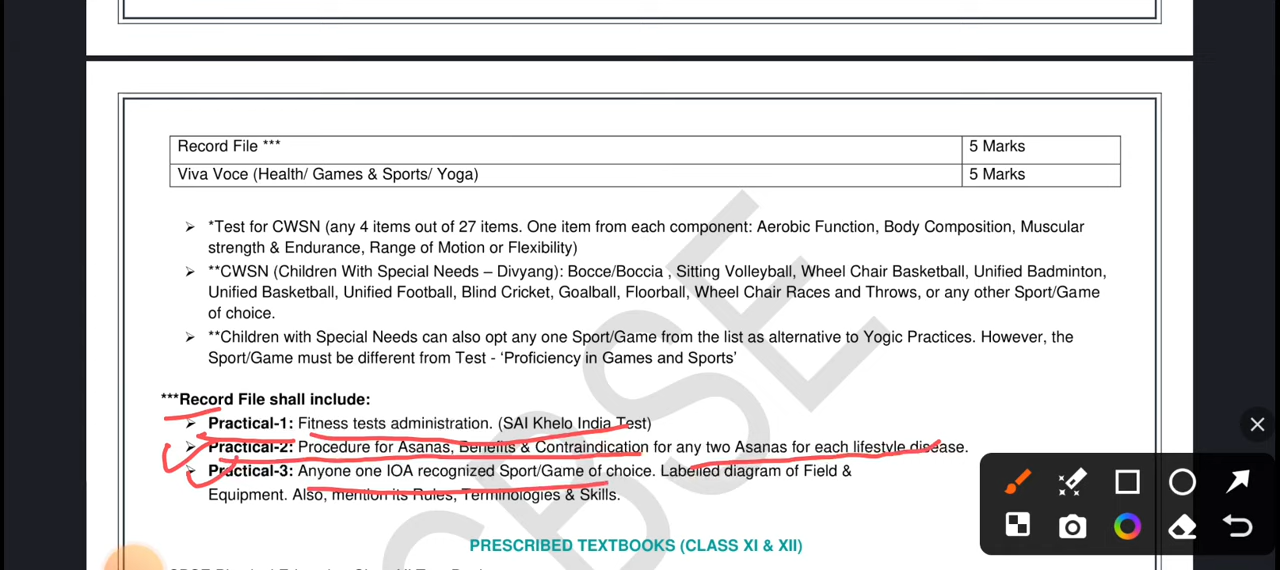 Record File *** 5 Marks
Viva Voce (Health/ Games & Sports/ Yoga) 5 Marks
➢ *Test for CWSN (any 4 items out of 27 items. One item from each component: Aerobic Function, Body Composition, Muscular
strength & Endurance, Range of Motion or Flexibility)
➢ **CWSN (Children With Special Needs – Divyang): Bocce/Boccia , Sitting Volleyball, Wheel Chair Basketball, Unified Badminton,
Unified Basketball, Unified Football, Blind Cricket, Goalball, Floorball, Wheel Chair Races and Throws, or any other Sport/Game
of choice.
➢ **Children with Special Needs can also opt any one Sport/Game from the list as alternative to Yogic Practices. However, the
Sport/Game must be different from Test - ‘Proficiency in Games and Sports’
***Record File shall include:
➢ Practical-1: Fitness tests administration. (SAI Khelo India Test)
➢ Practical-2: Procedure for Asanas, Benefits & Contraindication for any two Asanas for each lifestyle disease.
➢ Practical-3: Anyone one IOA recognized Sport/Game of choice. Labelled diagram of Field &
Equipment. Also, mention its Rules, Terminologies & Skills.
PRESCRIBED TEXTBOOKS (CLASS XI & XII)
CBSE